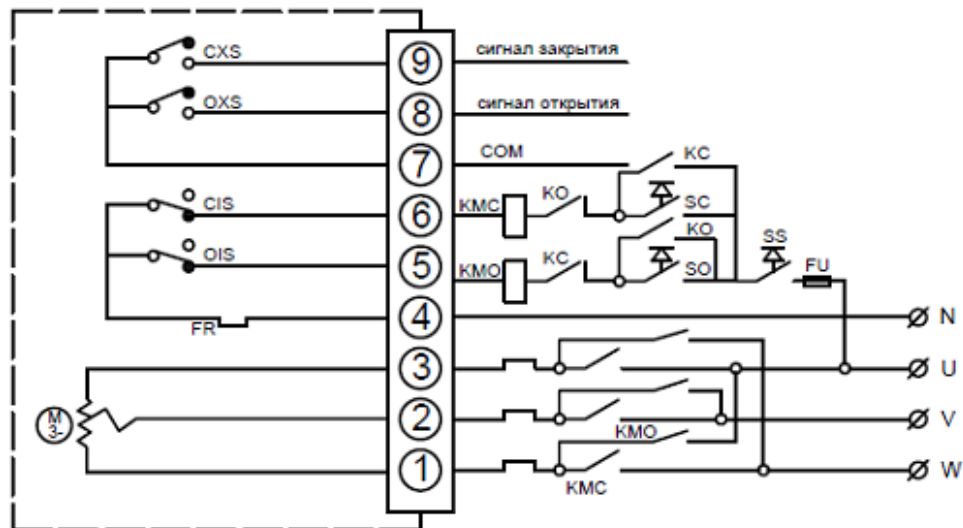 CXS
9
сигнал закрытия
OXS
8
сигнал открытия
7
COM
KC
CIS
6
KMC
KO
SC
KO
OIS
5
KMO
KC
SO
SS
FU
FR
4
N
3
U
M
3~
2
V
KMO
1
KMC
W